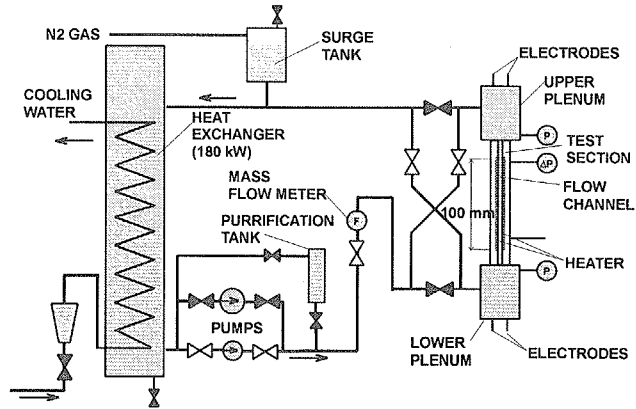 N2 GAS
SURGE
TANK
ELECTRODES
UPPER
PLENUM
COOLING
WATER
HEAT
EXCHANGER
(180 kW)
P
TEST
SECTION
ΔP
FLOW
CHANNEL
MASS
FLOW METER
100 mm
F
PURRIFICATION
TANK
HEATER
P
PUMPS
LOWER
PLENUM
ELECTRODES